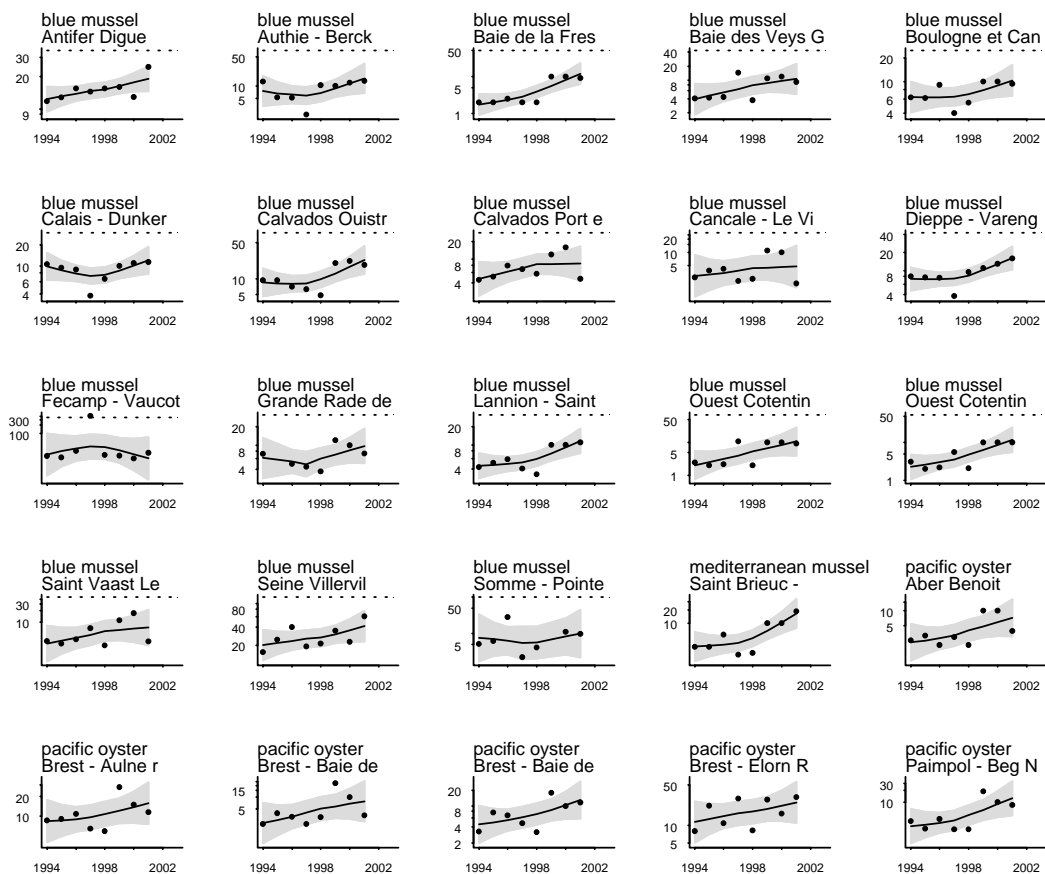 blue mussel
Antifer Digue
30
20
9
1994 1998 2002
blue mussel
Authie - Berck
50
10
5
1994 1998 2002
blue mussel
Baie de la Fres
50
5
1
1994 1998 2002
blue mussel
Baie des Veys G
40
20
8
4
2
1994 1998 2002
blue mussel
Boulogne et Can
20
10
6
4
1994 1998 2002
blue mussel
Calais - Dunker
20
10
6
4
1994 1998 2002
blue mussel
Calvados Ouistr
50
10
5
1994 1998 2002
blue mussel
Calvados Port e
20
8
4
1994 1998 2002
blue mussel
Cancale - Le Vi
20
10
5
1994 1998 2002
blue mussel
Dieppe - Vareng
40
20
8
4
1994 1998 2002
blue mussel
Fecamp - Vaucot
300
100
1994 1998 2002
blue mussel
Grande Rade de
20
8
4
1994 1998 2002
blue mussel
Lannion - Saint
20
8
4
1994 1998 2002
blue mussel
Ouest Cotentin
50
5
1
1994 1998 2002
blue mussel
Ouest Cotentin
50
5
1
1994 1998 2002
blue mussel
Saint Vaast Le
30
10
1994 1998 2002
blue mussel
Seine Villervil
80
40
20
1994 1998 2002
blue mussel
Somme - Pointe
50
5
1994 1998 2002
mediterranean mussel
Saint Brieuc -
20
10
1994 1998 2002
pacific oyster
Aber Benoit
10
5
1994 1998 2002
pacific oyster
Brest - Aulne r
20
10
1994 1998 2002
pacific oyster
Brest - Baie de
15
5
1994 1998 2002
pacific oyster
Brest - Baie de
20
8
4
2
1994 1998 2002
pacific oyster
Brest - Elorn R
50
10
5
1994 1998 2002
pacific oyster
Paimpol - Beg N
30
10
1994 1998 2002